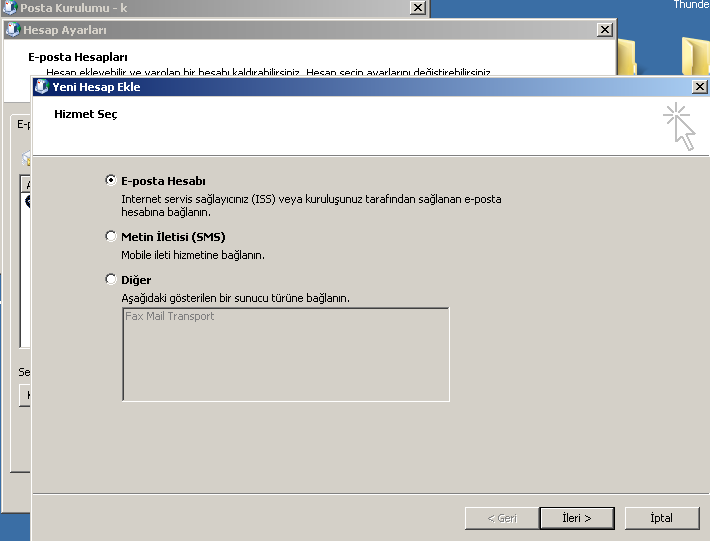 Posta Kurulumu - k
Thunde
Hesap Ayarları
E-posta Hesapları
Hesap ekleyebilir ve varolan bir hesabı kaldırabilirsiniz. Hesap seçip ayarlarını değiştirebilirsiniz.
Yeni Hesap Ekle
Hizmet Seç
E-posta Hesabı
Internet servis sağlayıcınız (ISS) veya kuruluşunuz tarafından sağlanan e-posta
hesabına bağlanın.
Metin İletisi (SMS)
Mobile ileti hizmetine bağlanın.
Diğer
Aşağıdaki gösterilen bir sunucu türüne bağlanın.
Fax Mail Transport
Se
< Geri
İleri >
İptal